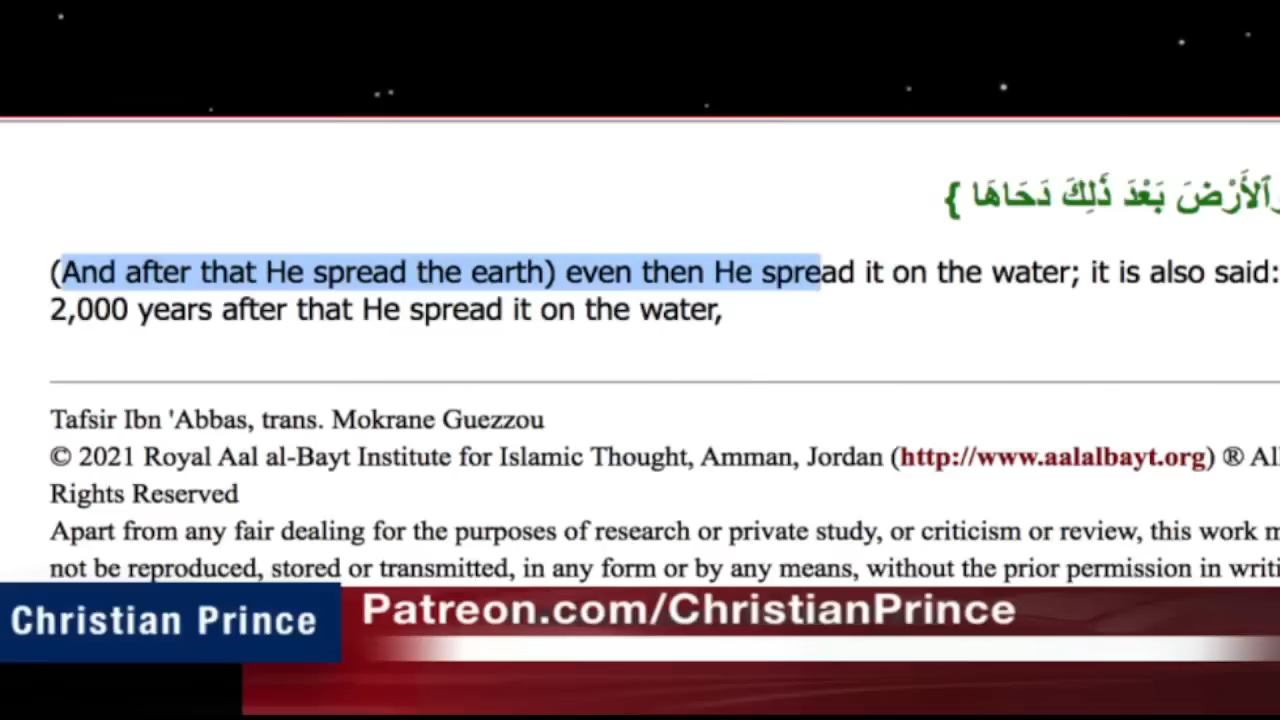 وَٱلأَرْضَ بَعْدَ ذَلِكَ دَحَاهَا }
(And after that He spread the earth) even then He spread it on the water; it is also said:
2,000 years after that He spread it on the water,
Tafsir Ibn 'Abbas, trans. Mokrane Guezzou
© 2021 Royal Aal al-Bayt Institute for Islamic Thought, Amman, Jordan (http://www.aalalbayt.org) ® All
Rights Reserved
Apart from any fair dealing for the purposes of research or private study, or criticism or review, this work m
not be reproduced, stored or transmitted, in any form or by any means, without the prior permission in writi
Christian Prince
Patreon.com/ChristianPrince